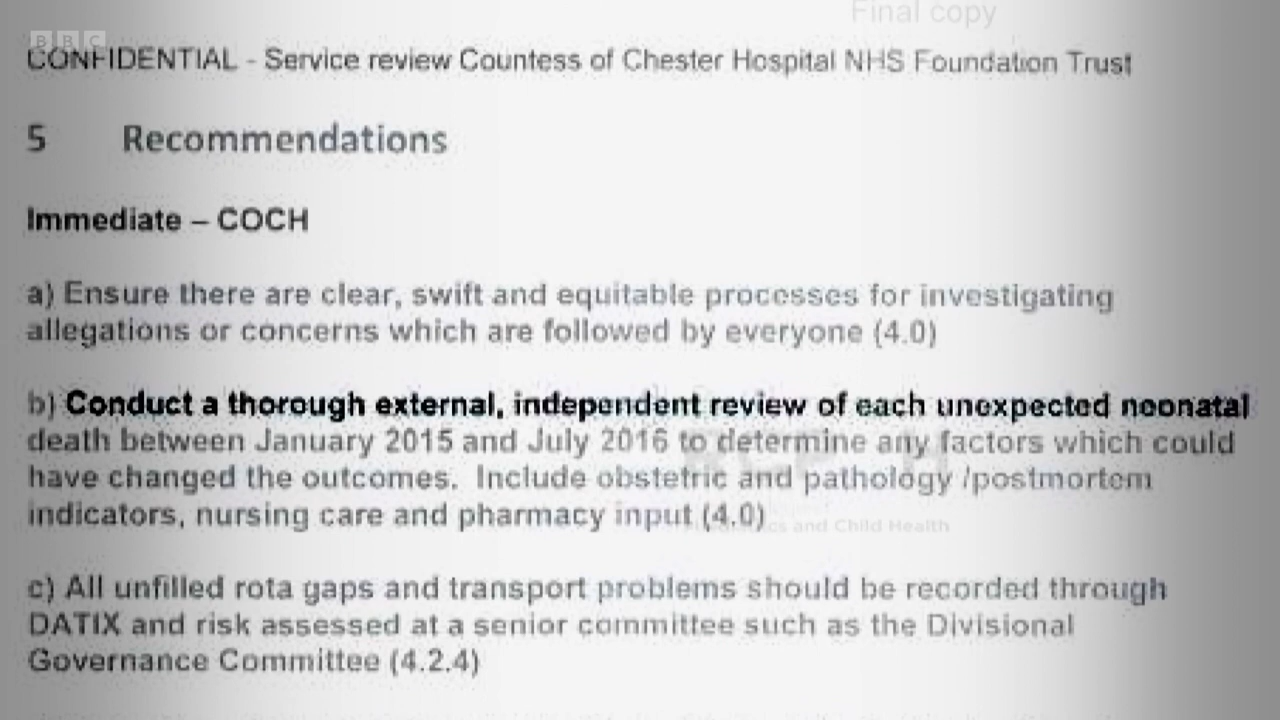 Final copy
BBC
CONFIDENTIAL - Service review Countess of Chester Hospital NHS Foundation Trust
5 Recommendations
Immediate – COCH
a) Ensure there are clear, swift and equitable processes for investigating
allegations or concerns which are followed by everyone (4.0)
b) Conduct a thorough external, independent review of each unexpected neonatal
death between January 2015 and July 2016 to determine any factors which could
have changed the outcomes. Include obstetric and pathology /postmortem
indicators, nursing care and pharmacy input (4.0)
and Child Health
c) All unfilled rota gaps and transport problems should be recorded through
DATIX and risk assessed at a senior committee such as the Divisional
Governance Committee (4.2.4)